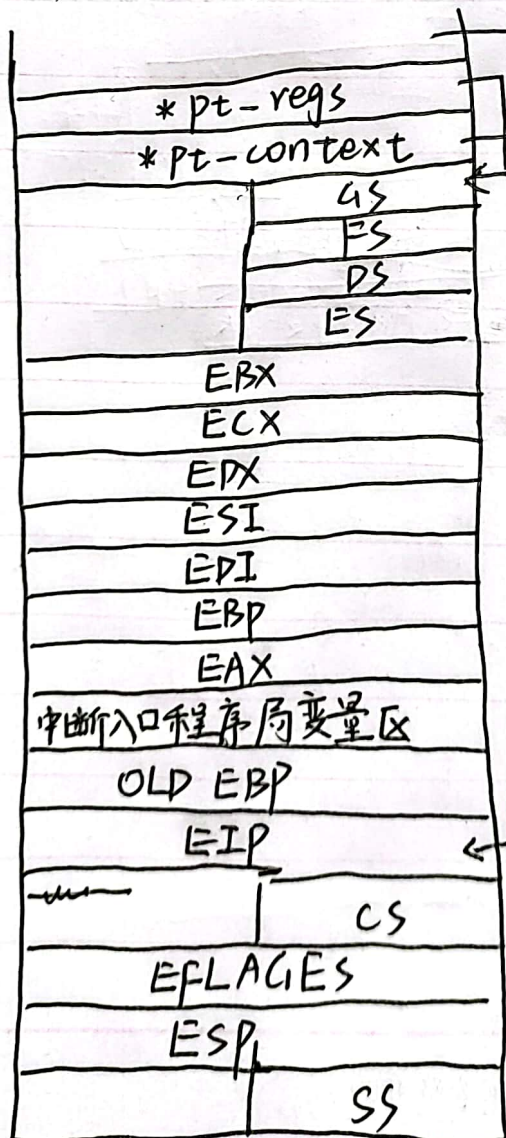 * pt-regs
* pt-context
GS
FS
DS
ES
EBX
ECX
EDX
ESI
EDI
EBP
EAX
中断入口程序局变量区
OLD EBP
EIP
CS
EFLAGES
ESP
SS